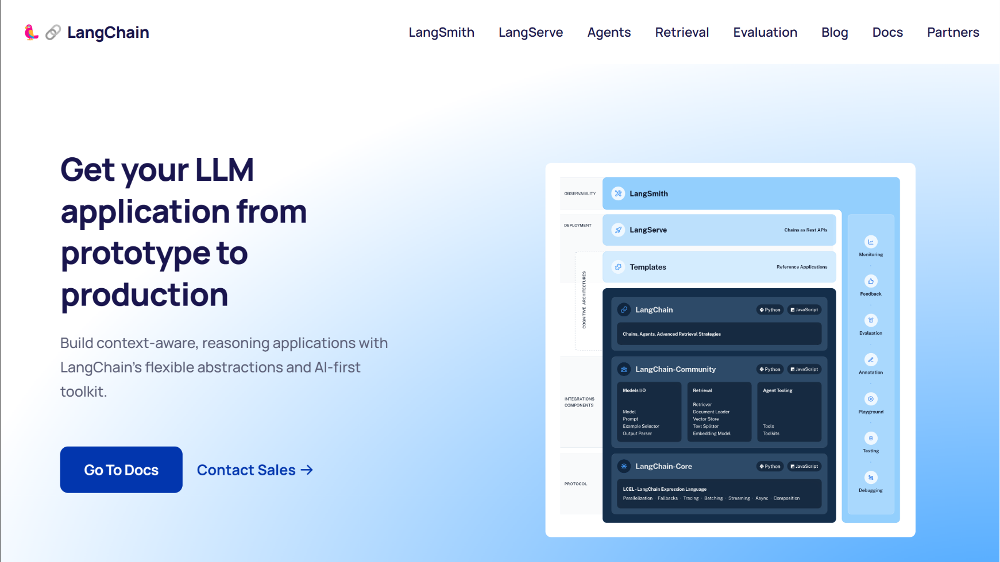 LangChain
LangSmith LangServe Agents Retrieval Evaluation Blog Docs Partners
Get your LLM
application from
prototype to
production
Build context-aware, reasoning applications with
LangChain's flexible abstractions and AI-first
toolkit.
Go To Docs
Contact Sales →
OBSERVABILITY
LangSmith
DEPLOYMENT
LangServe
Chains as Rest APIs
Templates
Reference Applications
COGNITIVE ARCHITECTURES
LangChain
Python
JavaScript
Chains, Agents, Advanced Retrieval Strategies
INTEGRATIONS
COMPONENTS
LangChain-Community
Python
JavaScript
Models I/O
Model
Prompt
Example Selector
Output Parser
Retrieval
Retriever
Document Loader
Vector Store
Text Splitter
Embedding Model
Agent Tooling
Tools
Toolkits
PROTOCOL
LangChain-Core
Python
JavaScript
LCEL - LangChain Expression Language
Parallelization · Fallbacks · Tracing · Batching · Streaming · Async · Composition
Monitoring
Feedback
Evaluation
Annotation
Playground
Testing
Debugging